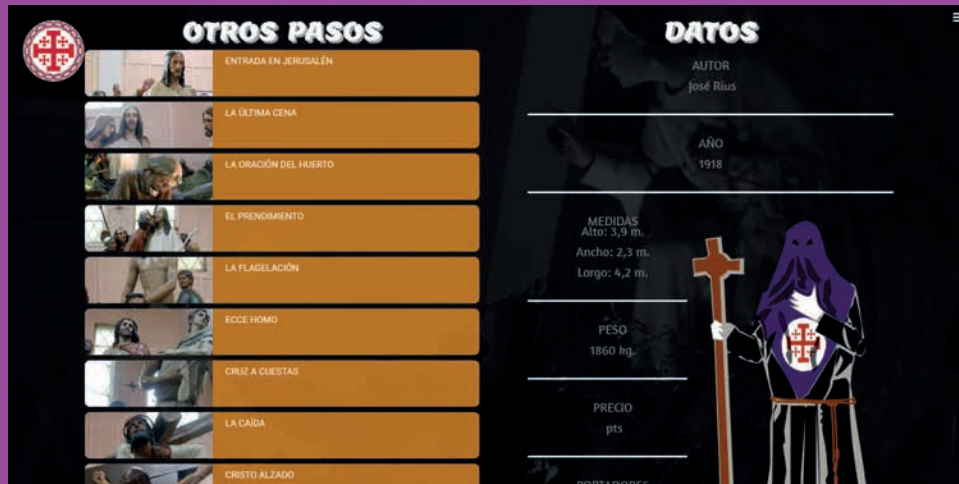 OTROS PASOS
ENTRADA EN JERUSALÉN
LA ÚLTIMA CENA
LA ORACIÓN DEL HUERTO
EL PRENDIMIENTO
LA FLAGELACIÓN
ECCE HOMO
CRUZ A CUESTAS
LA CAÍDA
CRISTO ALZADO
DATOS
AUTOR
José Rius
AÑO
1918
MEDIDAS
Alto: 3,9 m.
Ancho: 2,3 m.
Largo: 4,2 m.
PESO
1860 kg.
PRECIO
pts
PORTADORES